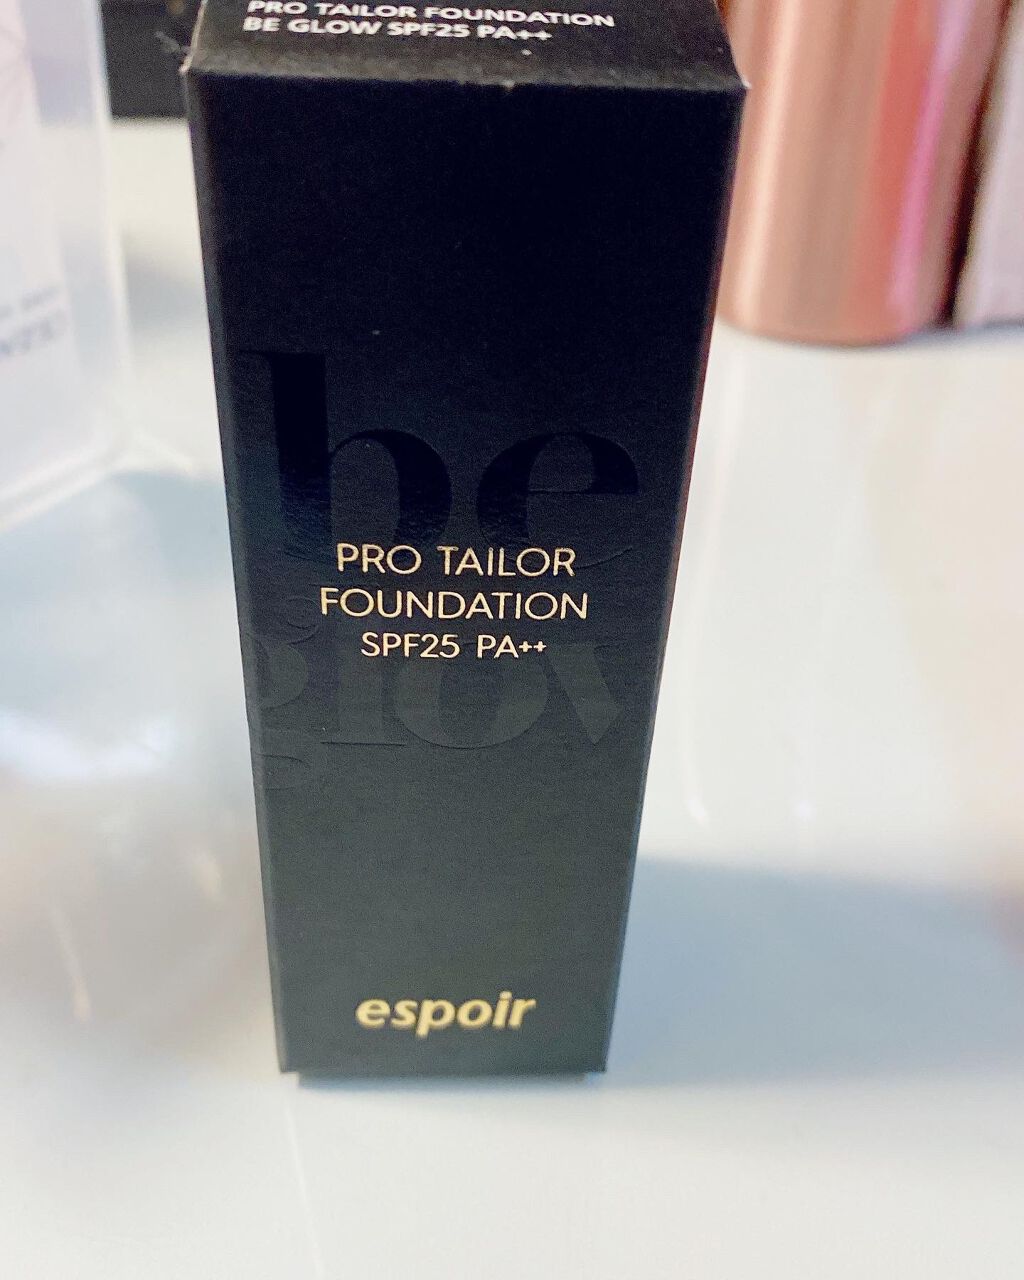 PRO TAILOR FOUNDATION
BE GLOW SPF25 PA++
be
PRO TAILOR
FOUNDATION
SPF25 PA++
glow
espoir